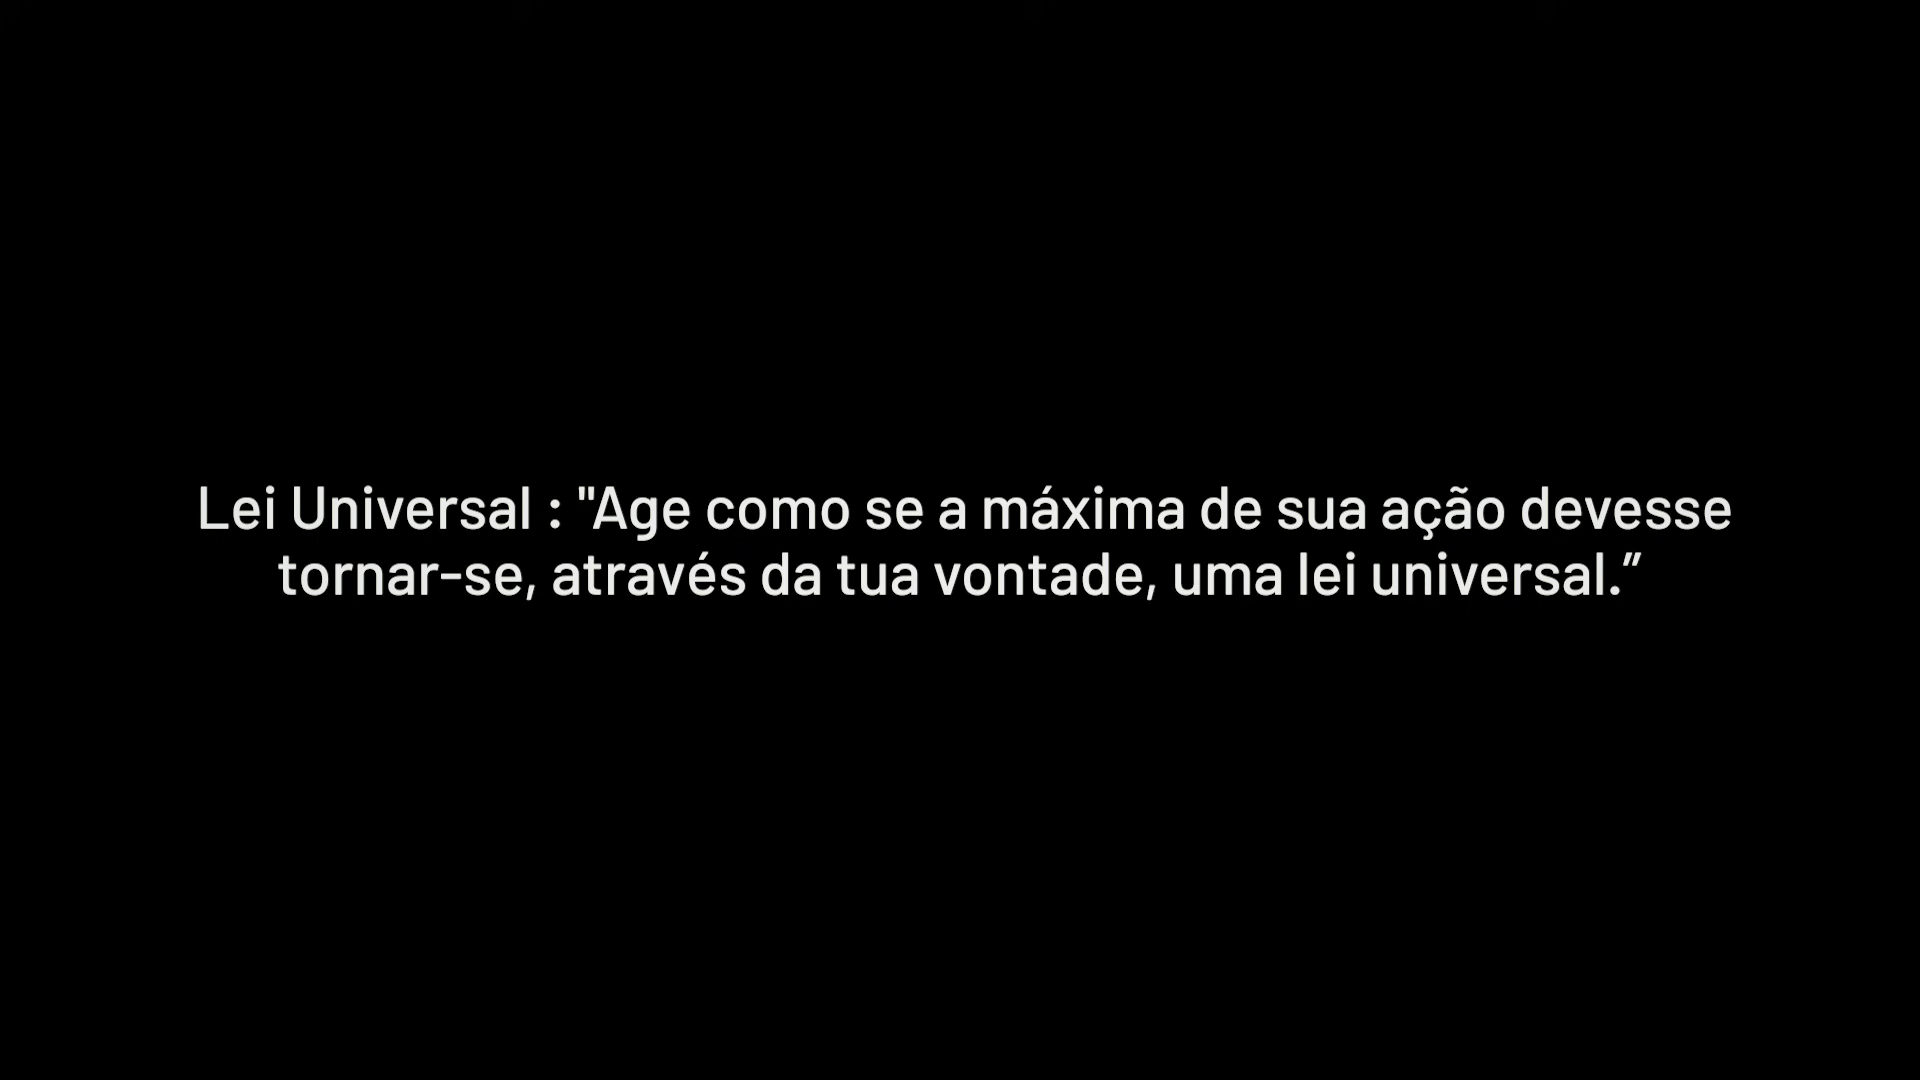 Lei Universal : "Age como se a máxima de sua ação devesse
tornar-se, através da tua vontade, uma lei universal.”